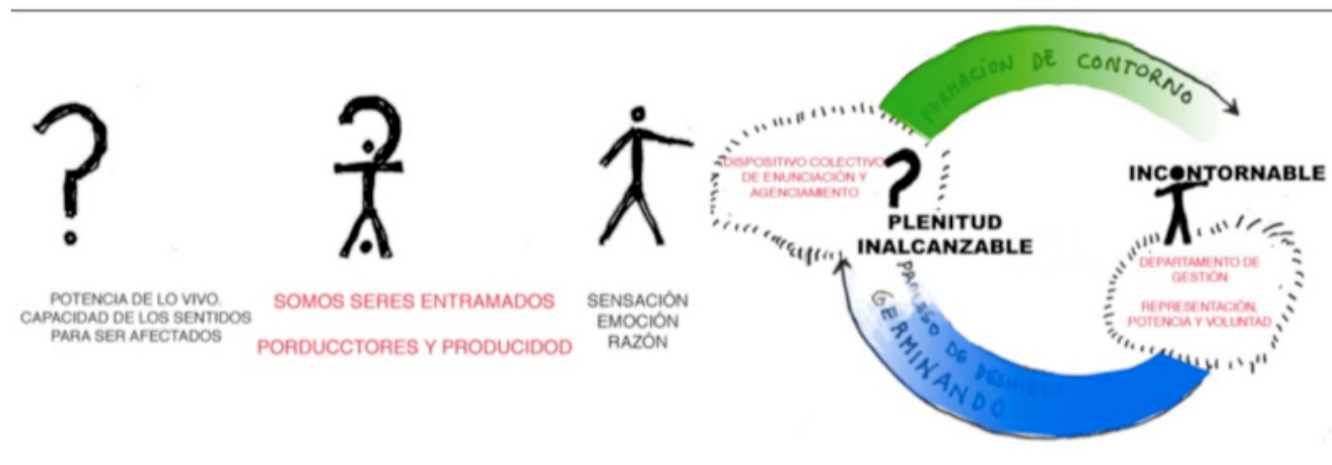 POTENCIA DE LO VIVO.
CAPACIDAD DE LOS SENTIDOS
PARA SER AFECTADOS
SOMOS SERES ENTRAMADOS
PORDUCCTORES Y PRODUCIDOD
SENSACIÓN
EMOCIÓN
RAZÓN
FORMACION DE CONTORNO
DISPOSITIVO COLECTIVO
DE ENUNCIACIÓN Y
AGENCIAMIENTO
?
PLENITUD
INALCANZABLE
INCONTORNABLE
DEPARTAMENTO DE
GESTIÓN
REPRESENTACIÓN,
POTENCIA Y VOLUNTAD
DE
GERMINANDO